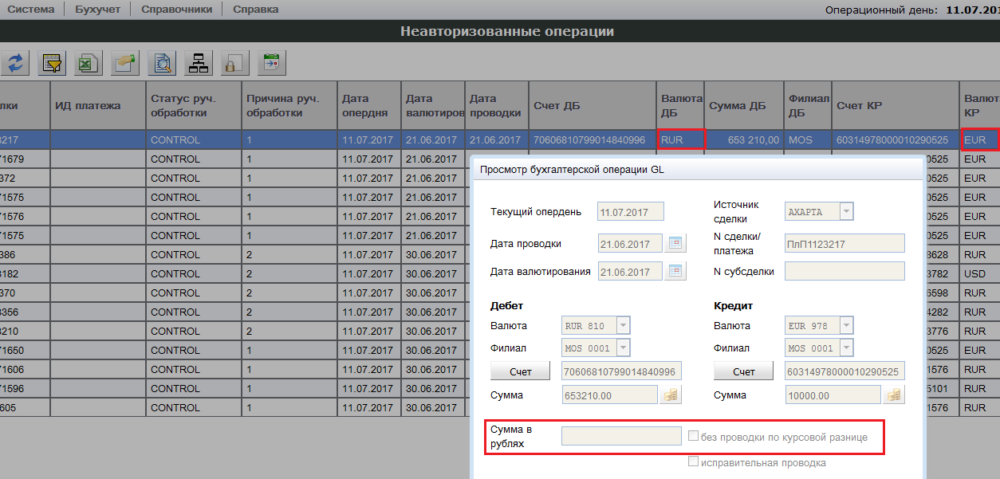 Система Бухучет Справочники Справка Операционный день: 11.07.201
Неавторизованные операции
лки ИД платежа Статус руч. обработки Причина руч. обработки Дата опердня Дата валютиров Дата проводки Счет ДБ Валюта ДБ Сумма ДБ Филиал ДБ Счет КР Валют КР
3217 CONTROL 1 11.07.2017 21.06.2017 21.06.2017 70606810799014840996 RUR 653 210,00 MOS 60314978000010290525 EUR
71679 CONTROL 1 11.07.2017 21.06.2017 0525 EUR
372 CONTROL 1 11.07.2017 21.06.2017 0525 EUR
71575 CONTROL 1 11.07.2017 21.06.2017 0525 EUR
71576 CONTROL 1 11.07.2017 21.06.2017 0525 EUR
71575 CONTROL 1 11.07.2017 21.06.2017 0525 EUR
386 CONTROL 2 11.07.2017 30.06.2017 3628 RUR
3182 CONTROL 2 11.07.2017 30.06.2017 3782 USD
370 CONTROL 2 11.07.2017 30.06.2017 6598 RUR
3356 CONTROL 2 11.07.2017 30.06.2017 4282 RUR
3210 CONTROL 2 11.07.2017 30.06.2017 3776 RUR
71650 CONTROL 1 11.07.2017 30.06.2017 0525 EUR
71606 CONTROL 1 11.07.2017 30.06.2017 1576 RUR
71596 CONTROL 1 11.07.2017 30.06.2017 5101 RUR
605 CONTROL 1 11.07.2017 30.06.2017 1576 RUR
Просмотр бухгалтерской операции GL
Текущий опердень 11.07.2017 Источник сделки AXAPTA
Дата проводки 21.06.2017 N сделки/ платежа ПлП1123217
Дата валютирования 21.06.2017 N субсделки
Дебет Кредит
Валюта RUR 810 Валюта EUR 978
Филиал MOS 0001 Филиал MOS 0001
Счет 70606810799014840996 Счет 60314978000010290525
Сумма 653210.00 Сумма 10000.00
Сумма в рублях без проводки по курсовой разнице
исправительная проводка